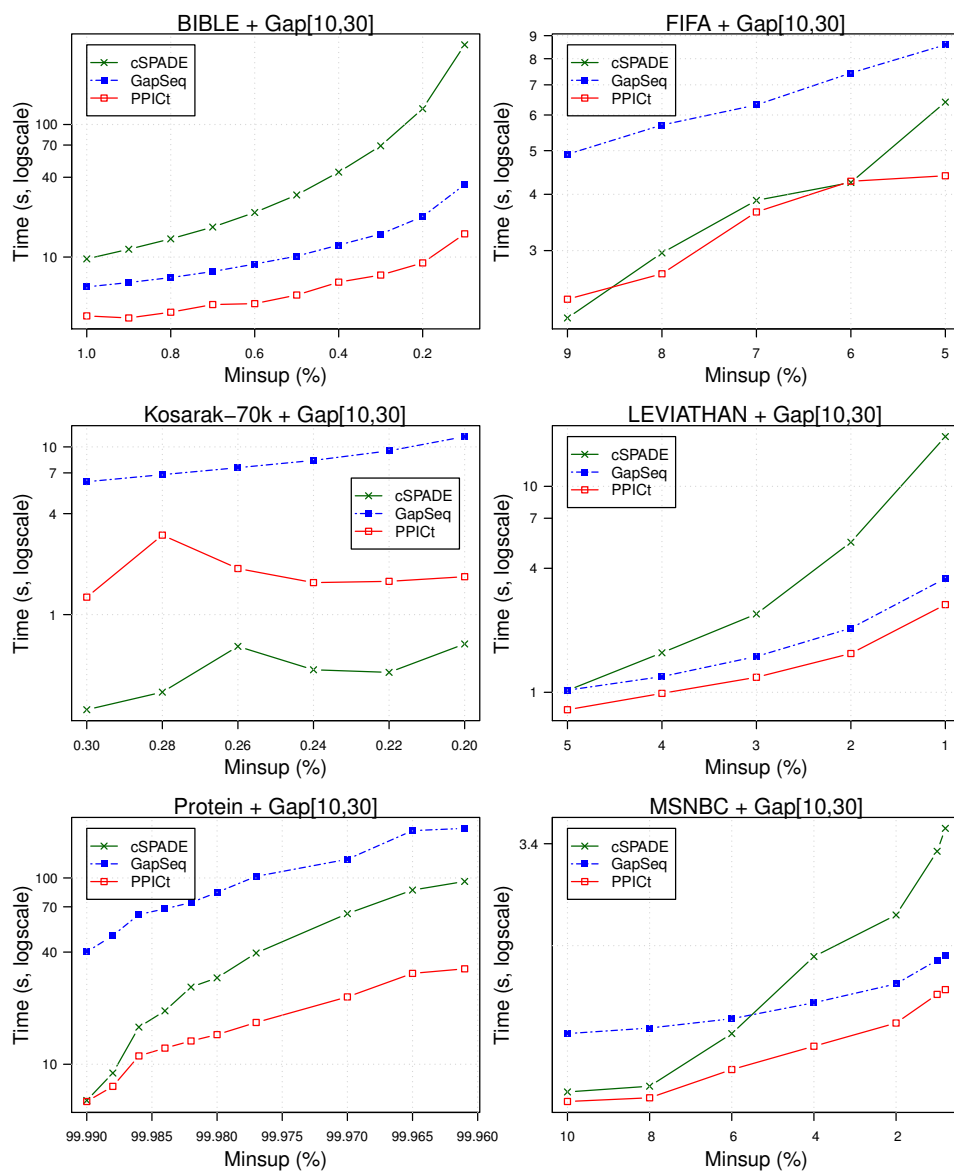 BIBLE + Gap[10,30]
cSPADE
GapSeq
PPICt
Time (s, logscale)
100
70
40
10
1.0 0.8 0.6 0.4 0.2
Minsup (%)
FIFA + Gap[10,30]
cSPADE
GapSeq
PPICt
Time (s, logscale)
9
8
7
6
5
4
3
9 8 7 6 5
Minsup (%)
Kosarak−70k + Gap[10,30]
cSPADE
GapSeq
PPICt
Time (s, logscale)
10
7
4
1
0.30 0.28 0.26 0.24 0.22 0.20
Minsup (%)
LEVIATHAN + Gap[10,30]
cSPADE
GapSeq
PPICt
Time (s, logscale)
10
7
4
1
5 4 3 2 1
Minsup (%)
Protein + Gap[10,30]
cSPADE
GapSeq
PPICt
Time (s, logscale)
100
70
40
10
99.990 99.985 99.980 99.975 99.970 99.965 99.960
Minsup (%)
MSNBC + Gap[10,30]
cSPADE
GapSeq
PPICt
Time (s, logscale)
3.4
10 8 6 4 2
Minsup (%)